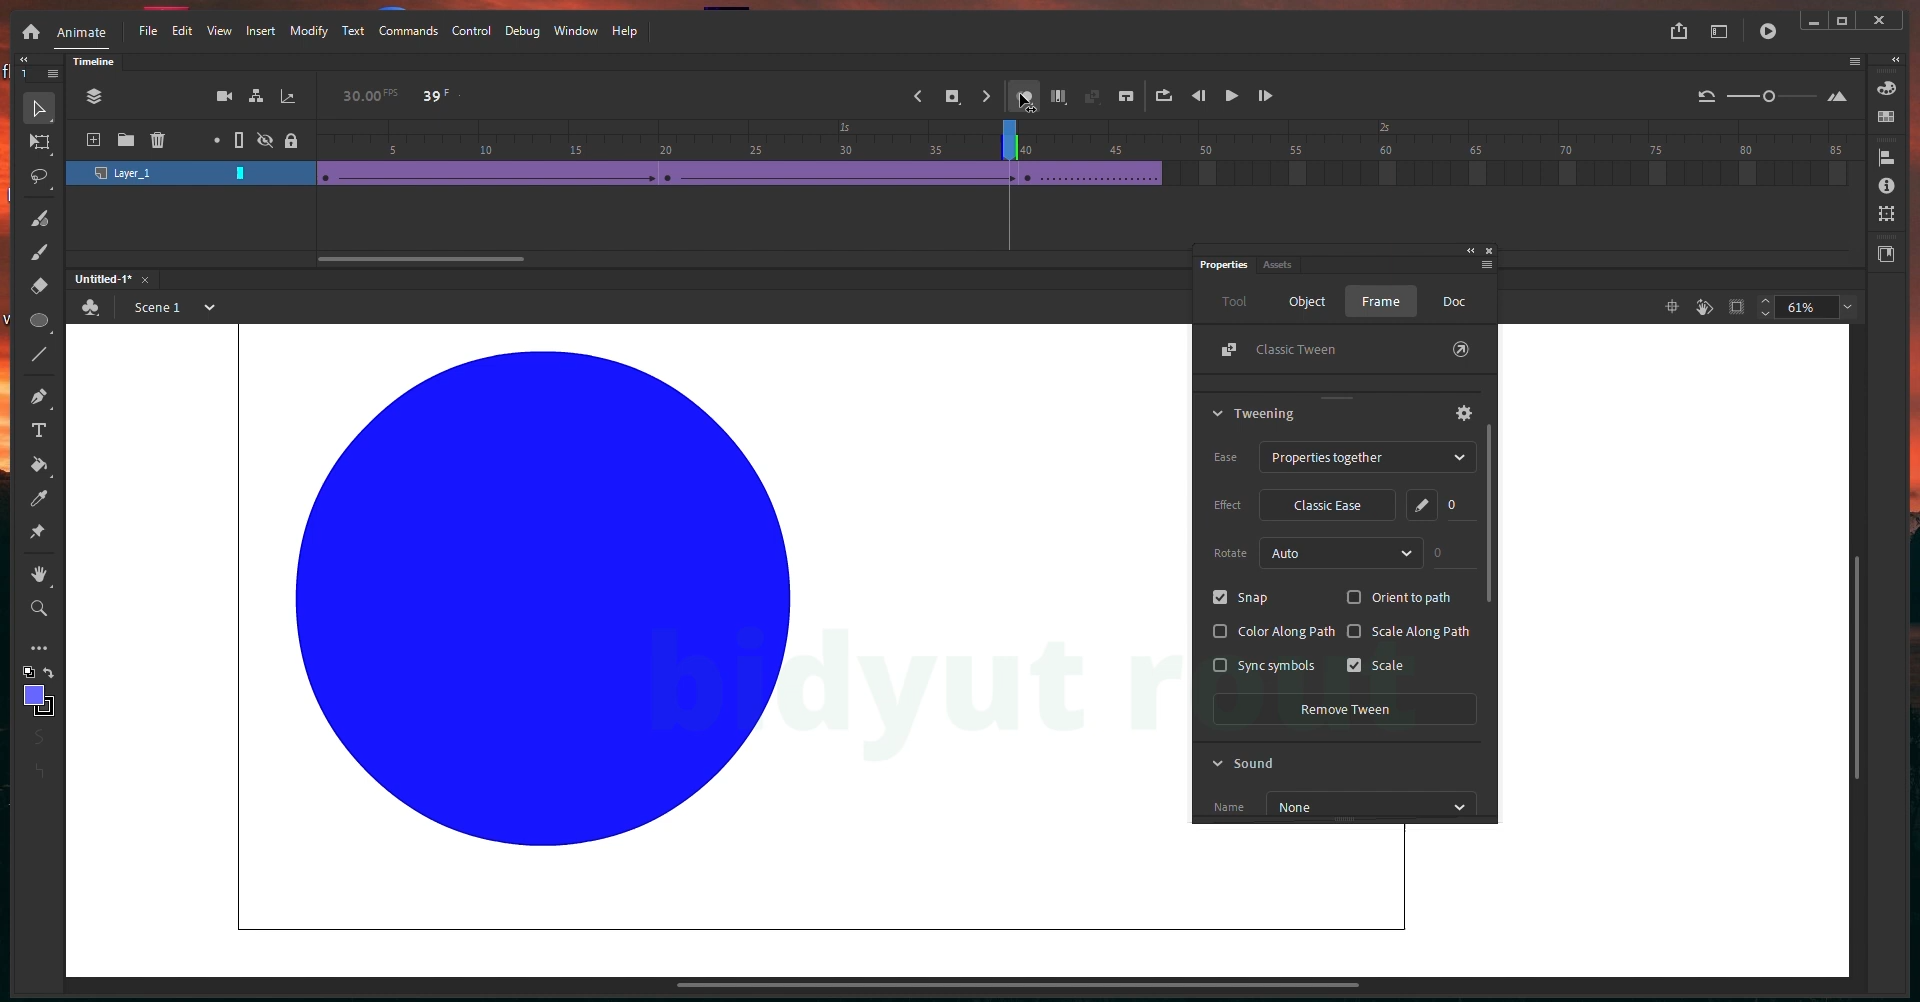 Animate File Edit View Insert Modify Text Commands Control Debug Window Help
1 Timeline
30.00 FPS 39 F
1s 2s
5 10 15 20 25 30 35 40 45 50 55 60 65 70 75 80 85
Layer_1
Properties Assets
Untitled-1*
Scene 1
61%
Tool Object Frame Doc
Classic Tween
Tweening
Ease Properties together
Effect Classic Ease 0
Rotate Auto 0
Snap Orient to path
Color Along Path Scale Along Path
Sync symbols Scale
bidyut rout
Remove Tween
Sound
Name None